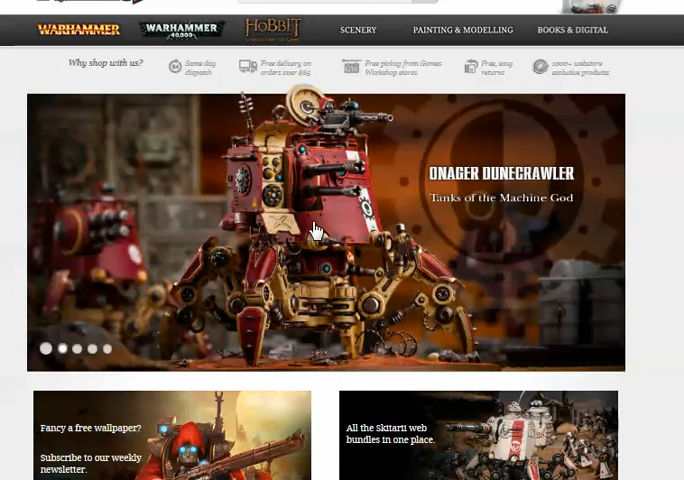 WARHAMMER
WARHAMMER
40,000
HOBBIT
SCENERY
PAINTING & MODELLING
BOOKS & DIGITAL
Why shop with us?
Same day
dispatch
Free delivery on
orders over $65
Free pickup from Games
Workshop stores
Free, easy
returns
1000+ webstore
exclusive products
ONAGER DUNECRAWLER
Tanks of the Machine God
Fancy a free wallpaper?
Subscribe to our weekly
newsletter.
All the Skitarii web
bundles in one place.